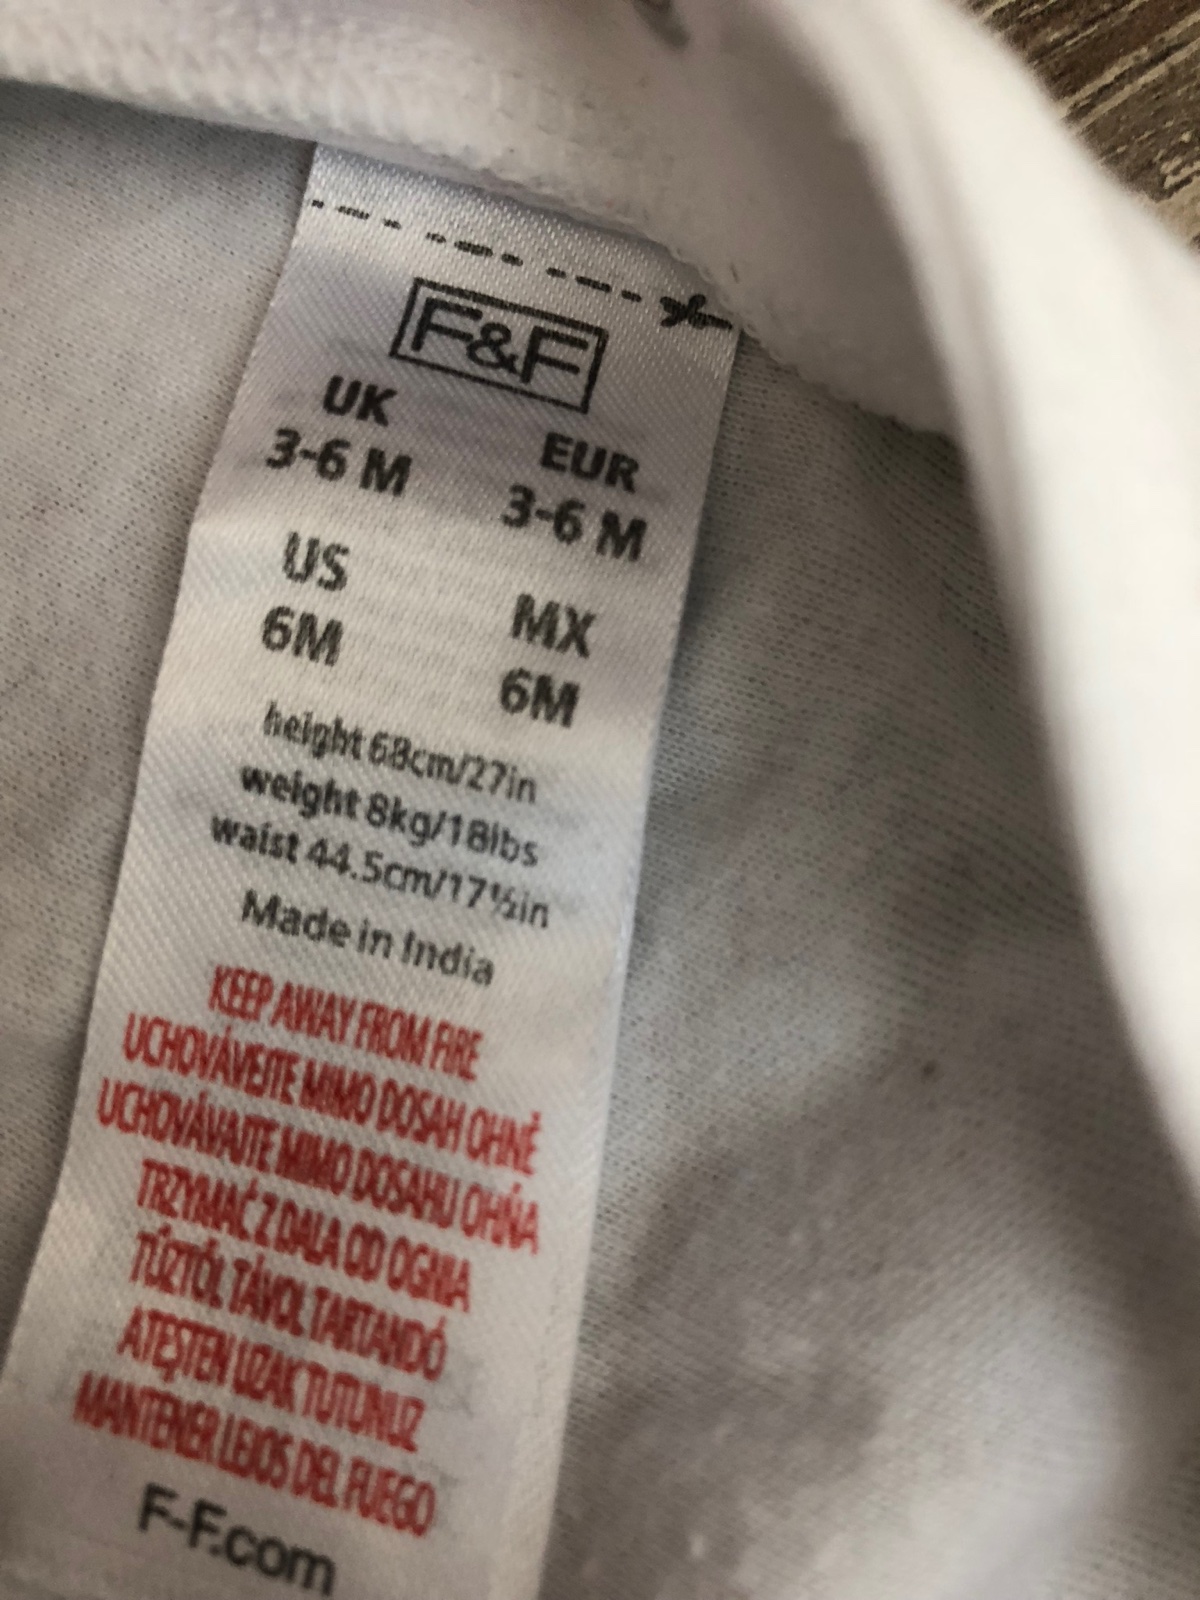 F&F
UK EUR
3-6 M 3-6 M
US MX
6M 6M
height 68cm/27in
weight 8kg/18lbs
waist 44.5cm/17½in
Made in India
KEEP AWAY FROM FIRE
UCHOVÁVEJTE MIMO DOSAH OHNĚ
UCHOVÁVAJTE MIMO DOSAHU OHŇA
TRZYMAĆ Z DALA OD OGNIA
TŰZTŐL TÁVOL TARTANDÓ
ATEŞTEN UZAK TUTUNUZ
MANTENER LEJOS DEL FUEGO
F-F.com